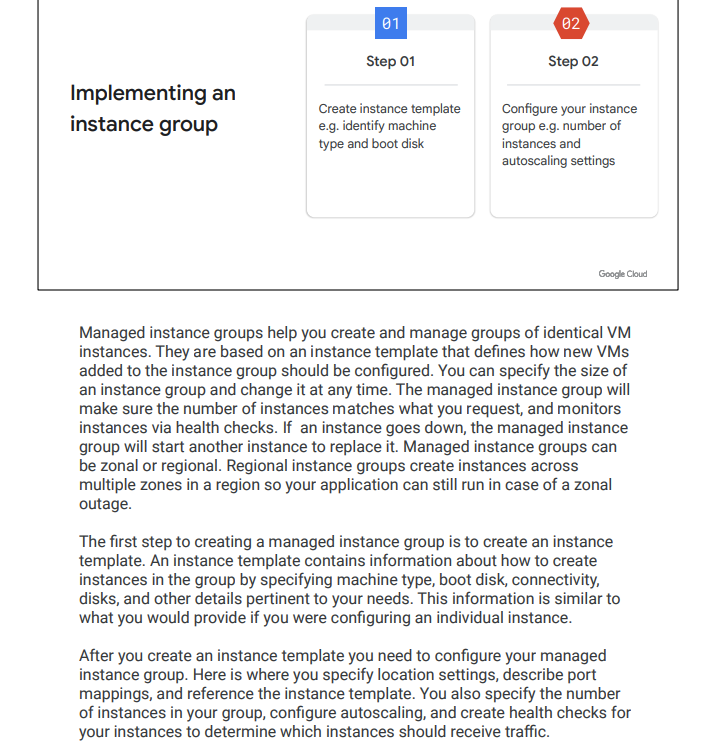 Implementing an
instance group
01
Step 01
Create instance template
e.g. identify machine
type and boot disk
02
Step 02
Configure your instance
group e.g. number of
instances and
autoscaling settings
Google Cloud
Managed instance groups help you create and manage groups of identical VM
instances. They are based on an instance template that defines how new VMs
added to the instance group should be configured. You can specify the size of
an instance group and change it at any time. The managed instance group will
make sure the number of instances matches what you request, and monitors
instances via health checks. If  an instance goes down, the managed instance
group will start another instance to replace it. Managed instance groups can
be zonal or regional. Regional instance groups create instances across
multiple zones in a region so your application can still run in case of a zonal
outage.
The first step to creating a managed instance group is to create an instance
template. An instance template contains information about how to create
instances in the group by specifying machine type, boot disk, connectivity,
disks, and other details pertinent to your needs. This information is similar to
what you would provide if you were configuring an individual instance.
After you create an instance template you need to configure your managed
instance group. Here is where you specify location settings, describe port
mappings, and reference the instance template. You also specify the number
of instances in your group, configure autoscaling, and create health checks for
your instances to determine which instances should receive traffic.